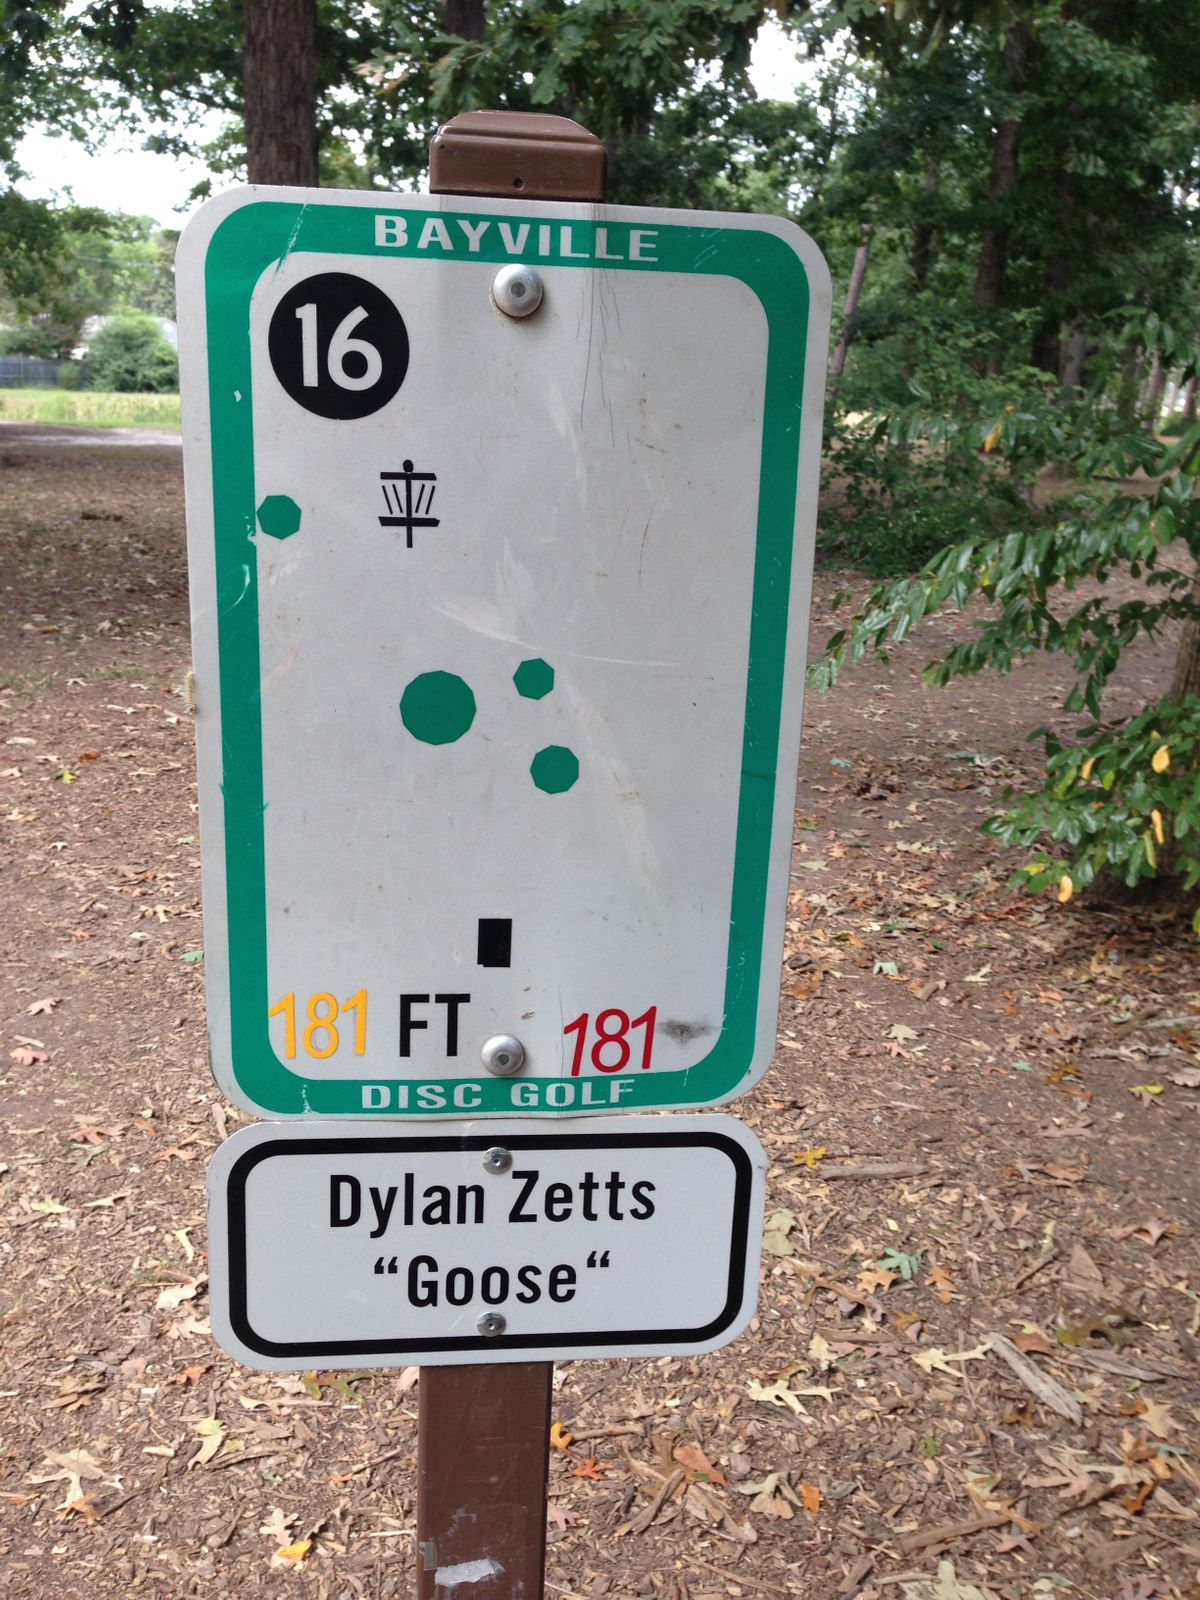 BAYVILLE
16
181 FT 181
DISC GOLF
Dylan Zetts
“Goose“